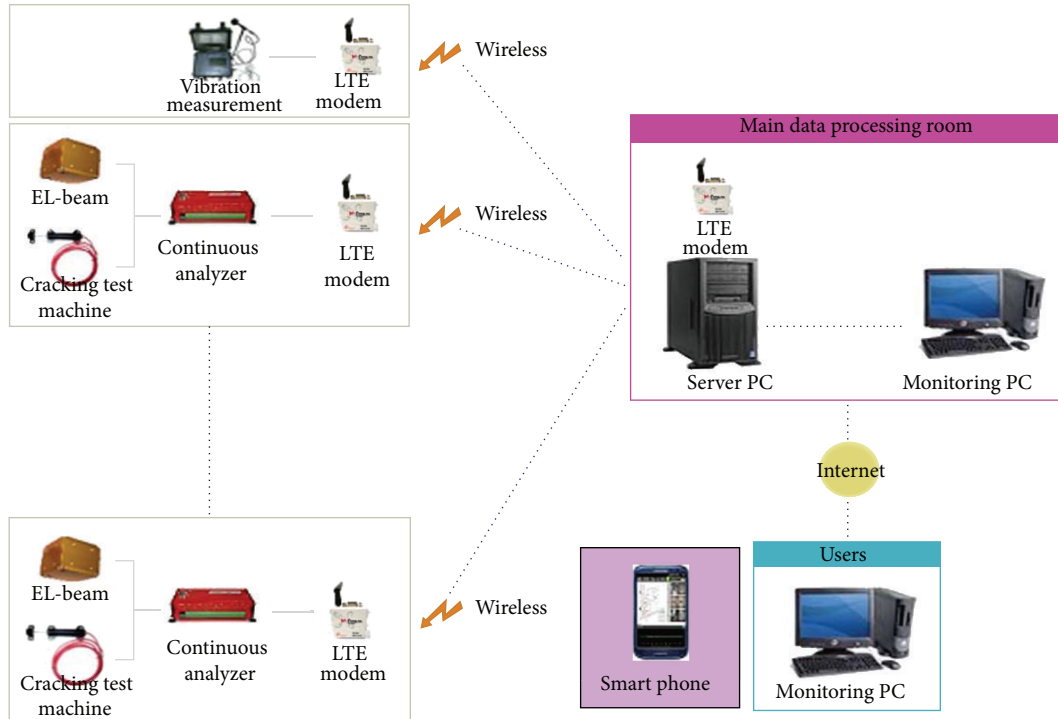 Vibration
measurement
LTE
modem
Wireless
EL-beam
Cracking test
machine
Continuous
analyzer
LTE
modem
Wireless
Main data processing room
LTE
modem
Server PC
Monitoring PC
Internet
EL-beam
Cracking test
machine
Continuous
analyzer
LTE
modem
Wireless
Smart phone
Users
Monitoring PC